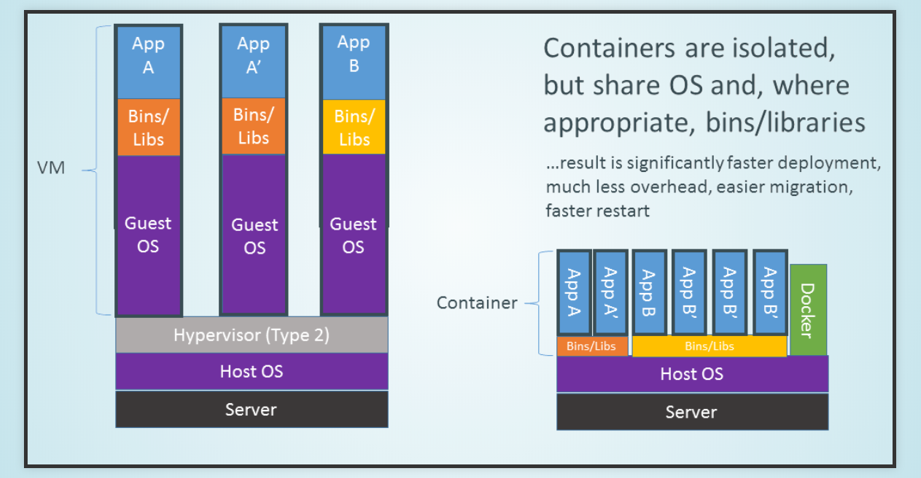 VM
App
A
Bins/
Libs
Guest
OS
App
A’
Bins/
Libs
Guest
OS
App
B
Bins/
Libs
Guest
OS
Hypervisor (Type 2)
Host OS
Server
Containers are isolated,
but share OS and, where
appropriate, bins/libraries
...result is significantly faster deployment,
much less overhead, easier migration,
faster restart
Container
App A
App A’
App B
App B’
App B’
App B’
Docker
Bins/Libs
Bins/Libs
Host OS
Server